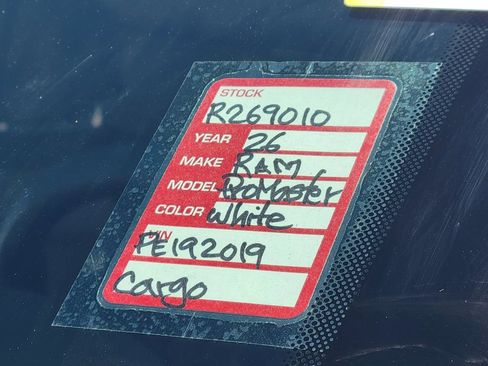 STOCK
R269010
YEAR 26
MAKE RAM
MODEL ProMaster
COLOR White
VIN
PE192019
Cargo